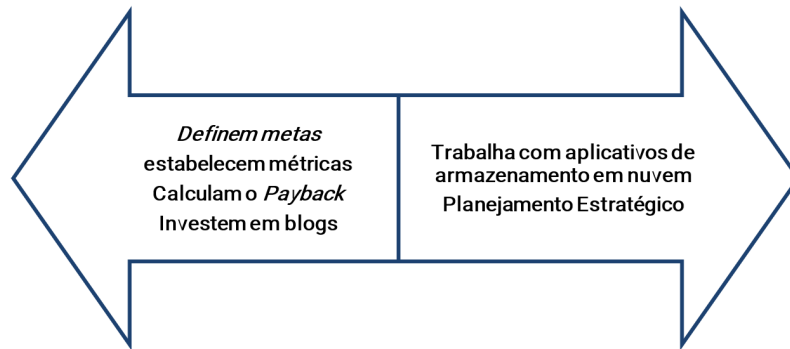 Definem metas
estabelecem métricas
Calculam o Payback
Investem em blogs
Trabalha com aplicativos de
armazenamento em nuvem
Planejamento Estratégico